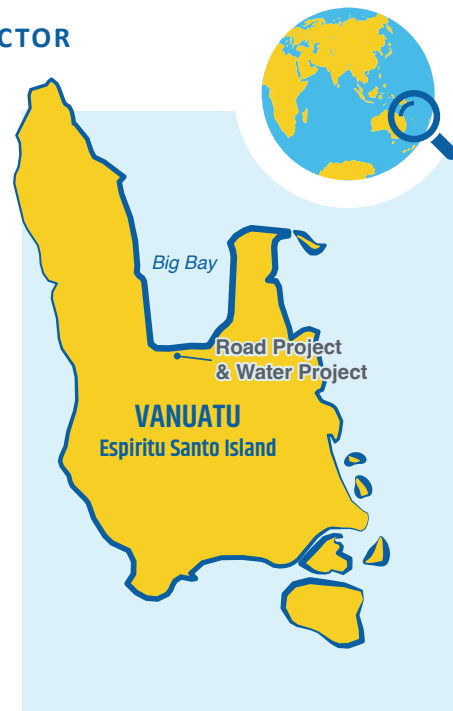 CTOR
Big Bay
Road Project
& Water Project
VANUATU
Espiritu Santo Island